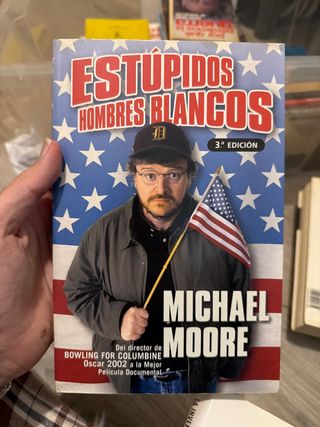 ESTÚPIDOS
HOMBRES BLANCOS
3.ª EDICIÓN
D
MICHAEL
MOORE
Del director de
BOWLING FOR COLUMBINE
Oscar 2002 a la Mejor
Película Documental